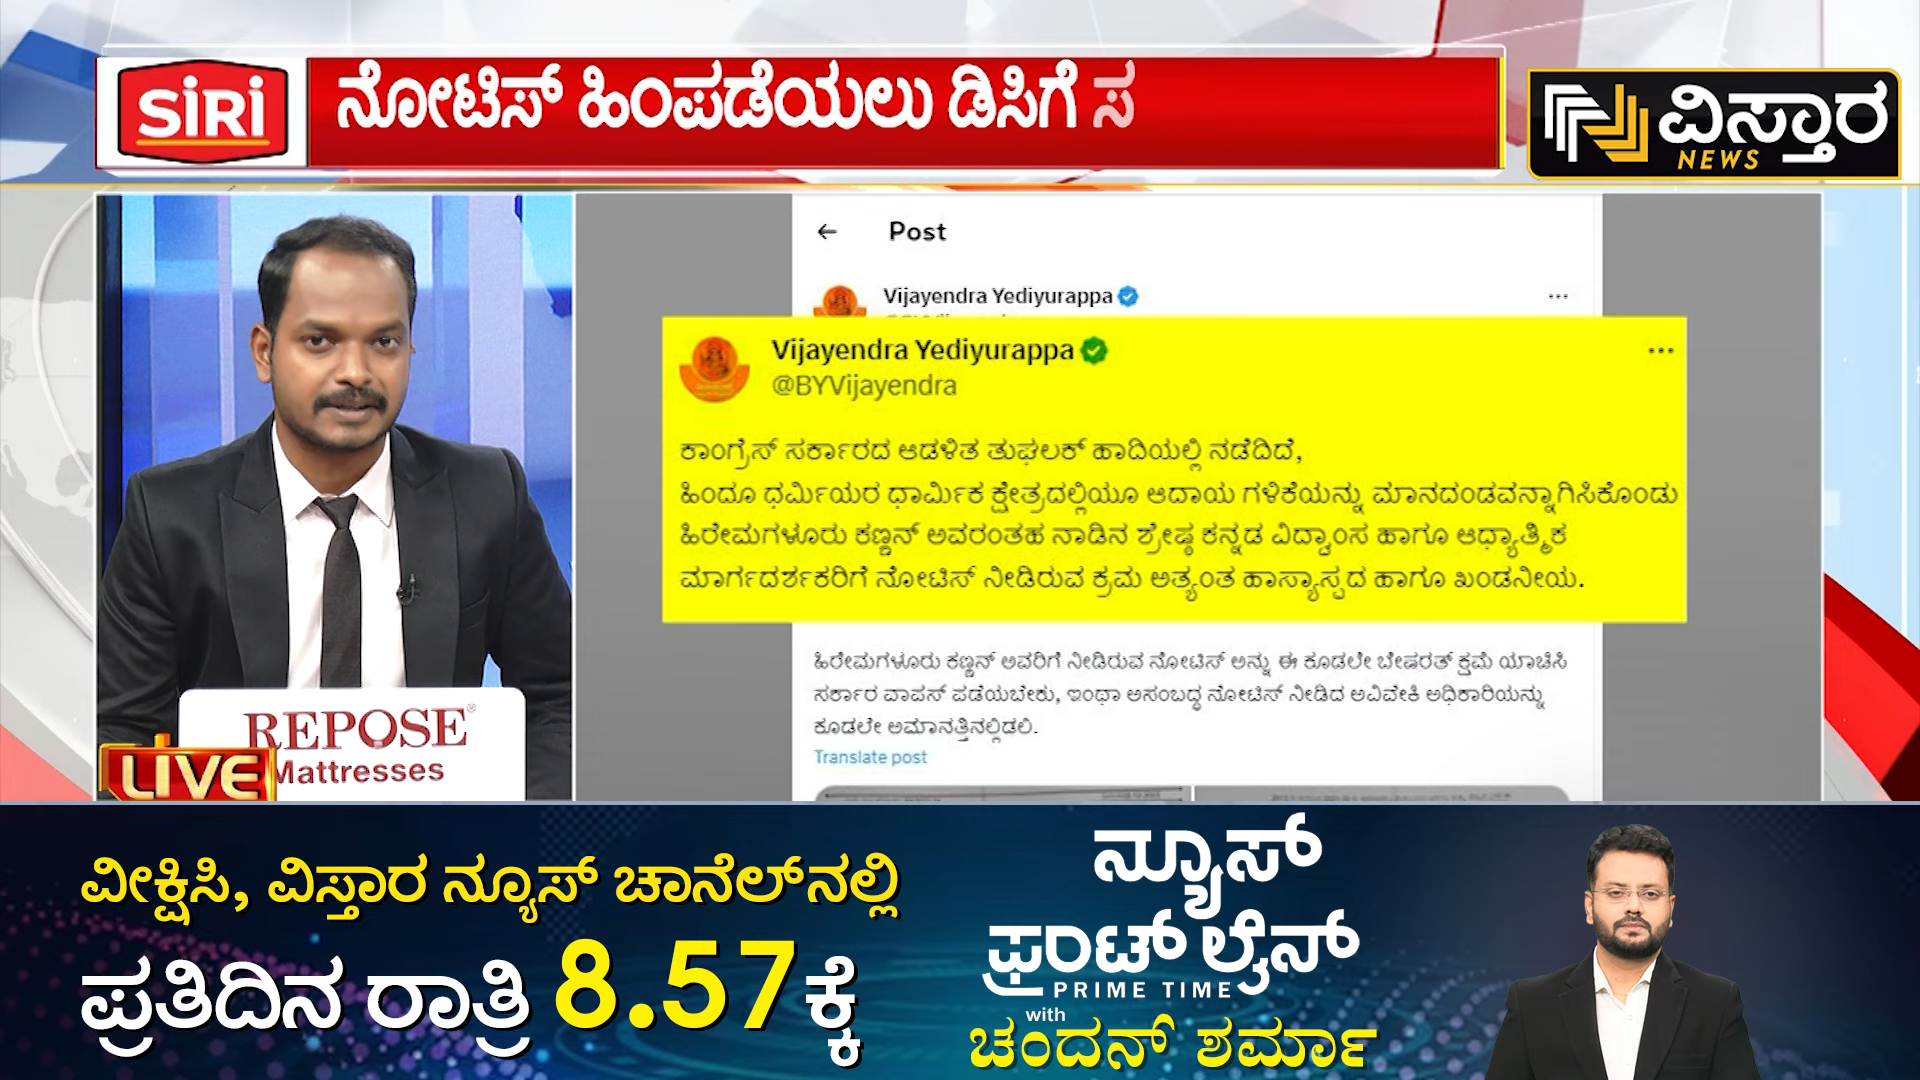 SiRi
ನೋಟಿಸ್ ಹಿಂಪಡೆಯಲು ಡಿಸಿಗೆ ಸ
ವಿಸ್ತಾರ
NEWS
← Post
Vijayendra Yediyurappa
...
Vijayendra Yediyurappa
...
@BYVijayendra
ಕಾಂಗ್ರೆಸ್ ಸರ್ಕಾರದ ಆಡಳಿತ ತುಘಲಕ್ ಹಾದಿಯಲ್ಲಿ ನಡೆದಿದೆ,
ಹಿಂದೂ ಧರ್ಮಿಯರ ಧಾರ್ಮಿಕ ಕ್ಷೇತ್ರದಲ್ಲಿಯೂ ಆದಾಯ ಗಳಿಕೆಯನ್ನು ಮಾನದಂಡವನ್ನಾಗಿಸಿಕೊಂಡು
ಹಿರೇಮಗಳೂರು ಕಣ್ಣನ್ ಅವರಂತಹ ನಾಡಿನ ಶ್ರೇಷ್ಠ ಕನ್ನಡ ವಿದ್ವಾಂಸ ಹಾಗೂ ಆಧ್ಯಾತ್ಮಿಕ
ಮಾರ್ಗದರ್ಶಕರಿಗೆ ನೋಟಿಸ್ ನೀಡಿರುವ ಕ್ರಮ ಅತ್ಯಂತ ಹಾಸ್ಯಾಸ್ಪದ ಹಾಗೂ ಖಂಡನೀಯ.
ಹಿರೇಮಗಳೂರು ಕಣ್ಣನ್ ಅವರಿಗೆ ನೀಡಿರುವ ನೋಟಿಸ್ ಅನ್ನು ಈ ಕೂಡಲೇ ಬೇಷರತ್ ಕ್ಷಮೆ ಯಾಚಿಸಿ
ಸರ್ಕಾರ ವಾಪಸ್ ಪಡೆಯಬೇಕು, ಇಂಥಾ ಅಸಂಬದ್ಧ ನೋಟಿಸ್ ನೀಡಿದ ಅವಿವೇಕಿ ಅಧಿಕಾರಿಯನ್ನು
ಕೂಡಲೇ ಅಮಾನತ್ತಿನಲ್ಲಿಡಲಿ.
Translate post
REPOSE®
Mattresses
LIVE
ವೀಕ್ಷಿಸಿ, ವಿಸ್ತಾರ ನ್ಯೂಸ್ ಚಾನೆಲ್‌ನಲ್ಲಿ
ಪ್ರತಿದಿನ ರಾತ್ರಿ 8.57ಕ್ಕೆ
ನ್ಯೂಸ್
ಫ್ರಂಟ್ ಲೈನ್
PRIME TIME
with
ಚಂದನ್ ಶರ್ಮಾ